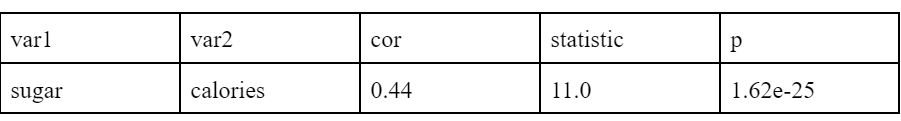 var1 var2 cor statistic p
sugar calories 0.44 11.0 1.62e-25